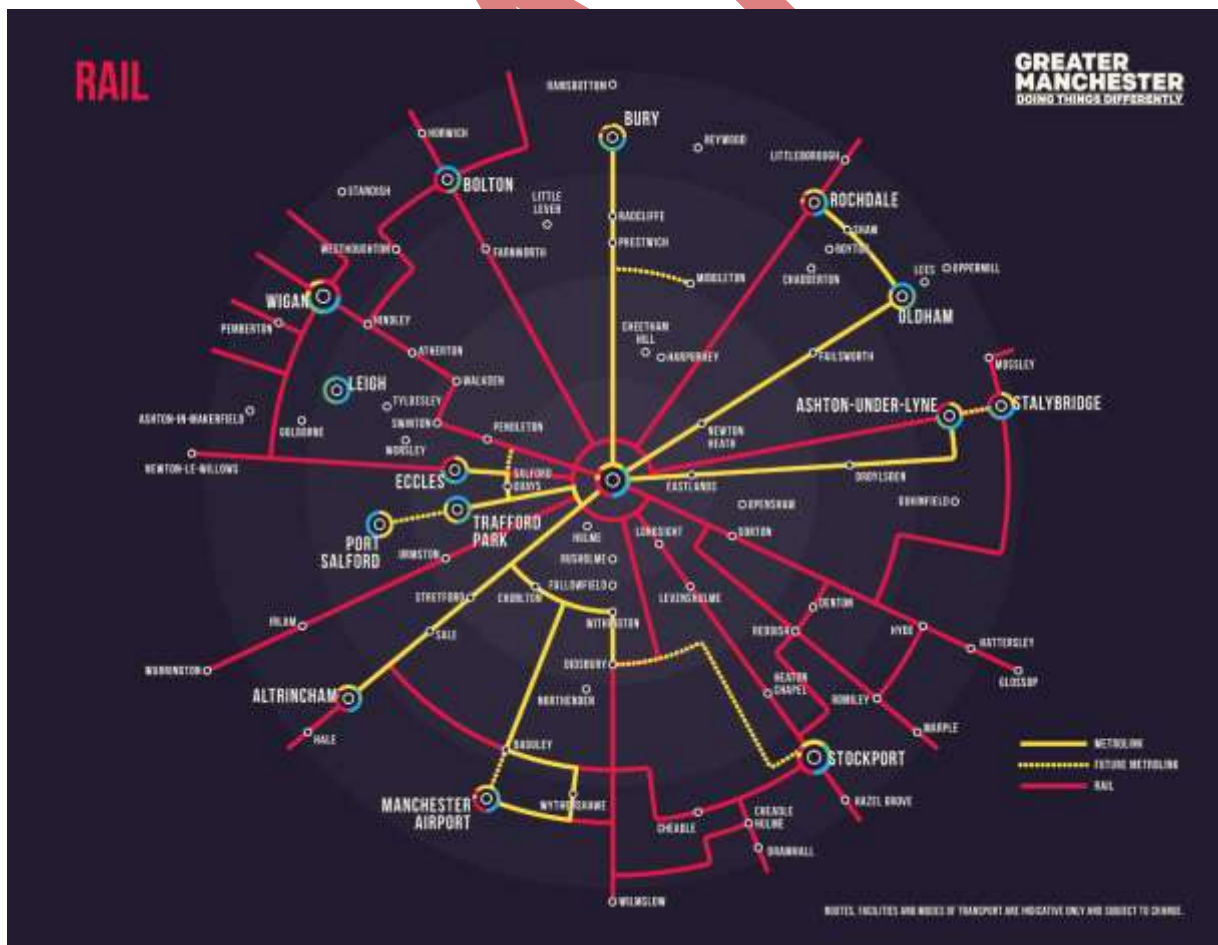 RAIL
GREATER
MANCHESTER
DOING THINGS DIFFERENTLY
RAMSBOTTOM
BURY
HEYWOOD
HORWICH
LITTLEBOROUGH
BOLTON
STANDISH
LITTLE
LEVER
ROCHDALE
RADCLIFFE
SHAW
PRESTWICH
ROYTON
WESTHOUGHTON
FARNWORTH
CHADDERTON
LEES
UPPERMILL
MIDDLETON
WIGAN
OLDHAM
PEMBERTON
HINDLEY
CHEETHAM
HILL
HARPURHEY
ATHERTON
FAILSWORTH
MOSSLEY
LEIGH
WALKDEN
TYLDESLEY
ASHTON-UNDER-LYNE
STALYBRIDGE
ASHTON-IN-MAKERFIELD
GOLBORNE
SWINTON
PENDLETON
NEWTON
HEATH
WORSLEY
NEWTON-LE-WILLOWS
ECCLES
SALFORD
QUAYS
EASTLANDS
DROYLSDEN
DUKINFIELD
OPENSHAW
TRAFFORD
PARK
PORT
SALFORD
HULME
LONGSIGHT
GORTON
URMSTON
RUSHOLME
STRETFORD
CHORLTON
FALLOWFIELD
LEVENSHULME
DENTON
WITHINGTON
IRLAM
SALE
REDDISH
HYDE
HATTERSLEY
WARRINGTON
DIDSBURY
GLOSSOP
ALTRINCHAM
NORTHENDEN
HEATON
CHAPEL
ROMILEY
HALE
MARPLE
BAGULEY
STOCKPORT
METROLINK
FUTURE METROLINK
RAIL
MANCHESTER
AIRPORT
WYTHENSHAWE
HAZEL GROVE
CHEADLE
CHEADLE
HULME
BRAMHALL
WILMSLOW
ROUTES, FACILITIES AND MODES OF TRANSPORT ARE INDICATIVE ONLY AND SUBJECT TO CHANGE.